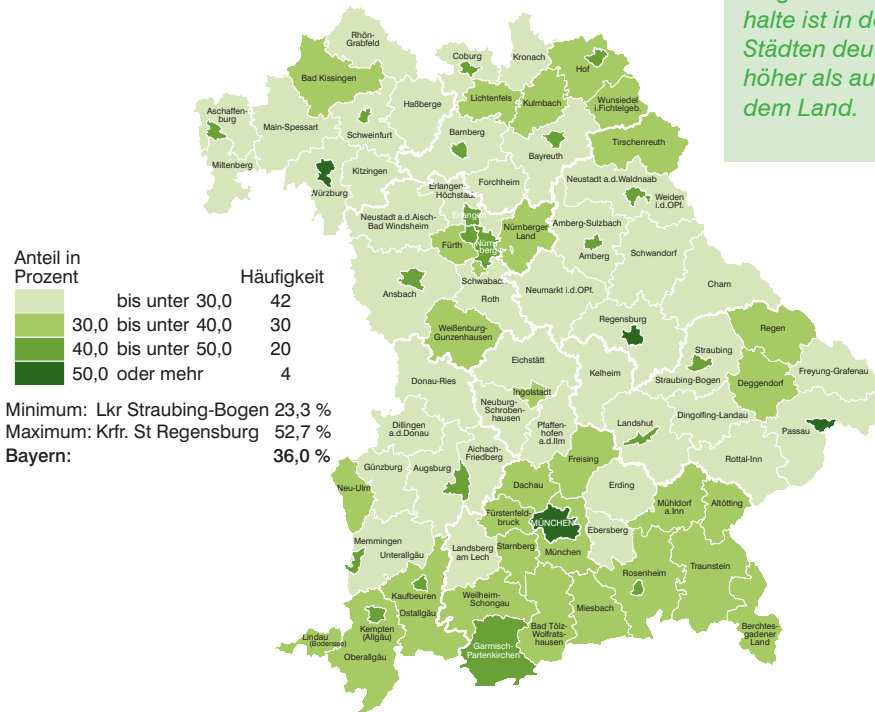 halte ist in de
Städten deu
höher als au
dem Land.
Rhön-
Grabfeld
Coburg
Kronach
Hof
Bad Kissingen
Lichtenfels
Kulmbach
Wunsiedel
i.Fichtelgeb.
Haßberge
Aschaffen-
burg
Main-Spessart
Schweinfurt
Bamberg
Bayreuth
Tirschenreuth
Miltenberg
Würzburg
Kitzingen
Forchheim
Neustadt a.d.Waldnaab
Erlangen-
Höchstadt
Weiden
i.d.OPf.
Neustadt a.d.Aisch-
Bad Windsheim
Erlangen
Fürth
Nürn-
berg
Nürnberger
Land
Amberg-Sulzbach
Amberg
Schwandorf
Ansbach
Schwabach
Roth
Neumarkt i.d.OPf.
Cham
Weißenburg-
Gunzenhausen
Regensburg
Regen
Straubing
Straubing-Bogen
Deggendorf
Freyung-Grafenau
Eichstätt
Kelheim
Donau-Ries
Ingolstadt
Neuburg-
Schroben-
hausen
Pfaffen-
hofen
a.d.Ilm
Landshut
Dingolfing-Landau
Passau
Rottal-Inn
Dillingen
a.d.Donau
Günzburg
Augsburg
Aichach-
Friedberg
Freising
Dachau
Erding
Mühldorf
a.Inn
Altötting
Neu-Ulm
Fürstenfeld-
bruck
MÜNCHEN
München
Ebersberg
Memmingen
Unterallgäu
Landsberg
am Lech
Starnberg
Rosenheim
Traunstein
Kaufbeuren
Ostallgäu
Weilheim-
Schongau
Bad Tölz-
Wolfrats-
hausen
Miesbach
Berchtes-
gadener
Land
Lindau
(Bodensee)
Kempten
(Allgäu)
Oberallgäu
Garmisch-
Partenkirchen
Anteil in
Prozent Häufigkeit
bis unter 30,0 42
30,0 bis unter 40,0 30
40,0 bis unter 50,0 20
50,0 oder mehr 4
Minimum: Lkr Straubing-Bogen 23,3 %
Maximum: Krfr. St Regensburg 52,7 %
Bayern: 36,0 %